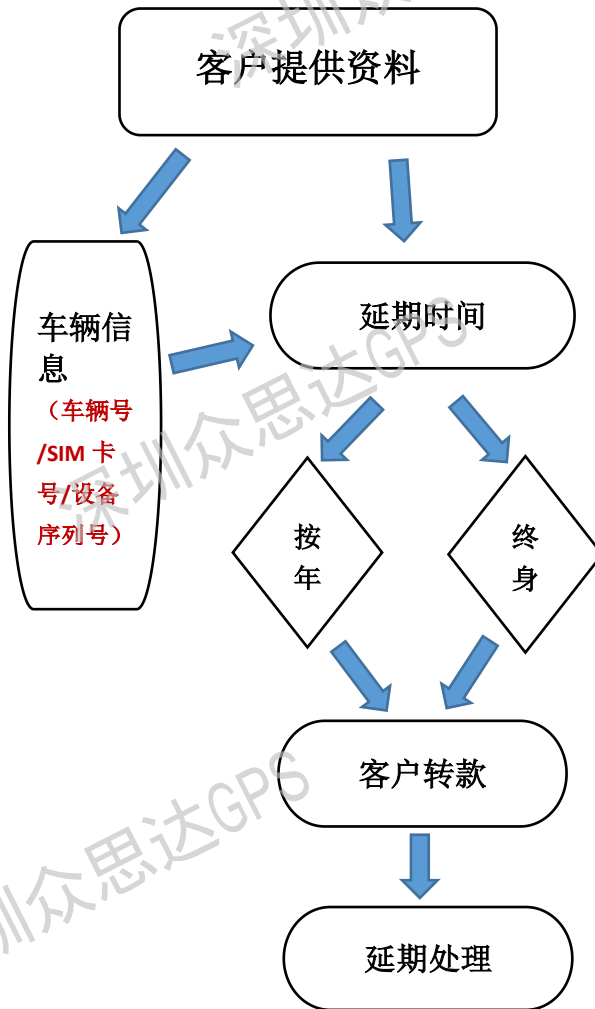 深圳众
客户提供资料
车辆信
息
（车辆号
/SIM 卡
号/设备
序列号）
延期时间
深圳众思达GPS
按
年
终
身
客户转款
圳众思达GPS
延期处理